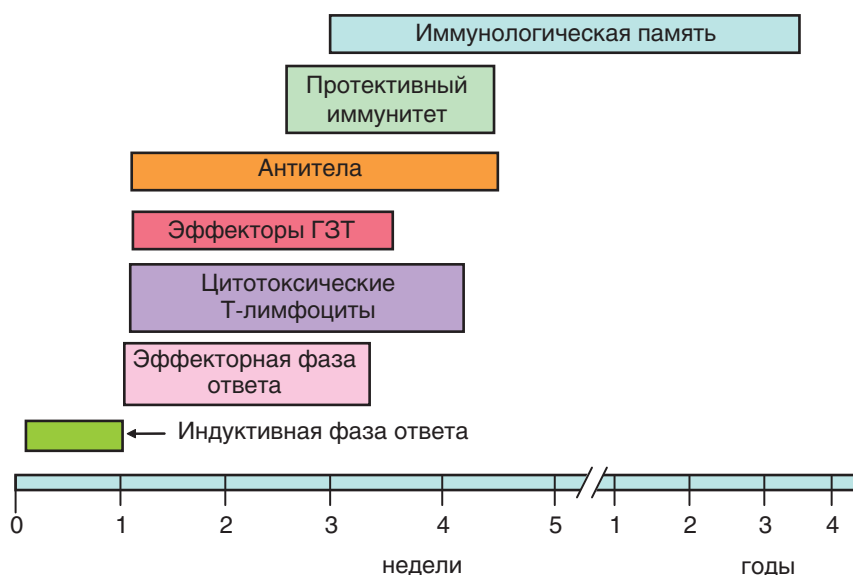 Иммунологическая память
Протективный
иммунитет
Антитела
Эффекторы ГЗТ
Цитотоксические
Т-лимфоциты
Эффекторная фаза
ответа
Индуктивная фаза ответа
0 1 2 3 4 5 1 2 3 4
недели годы